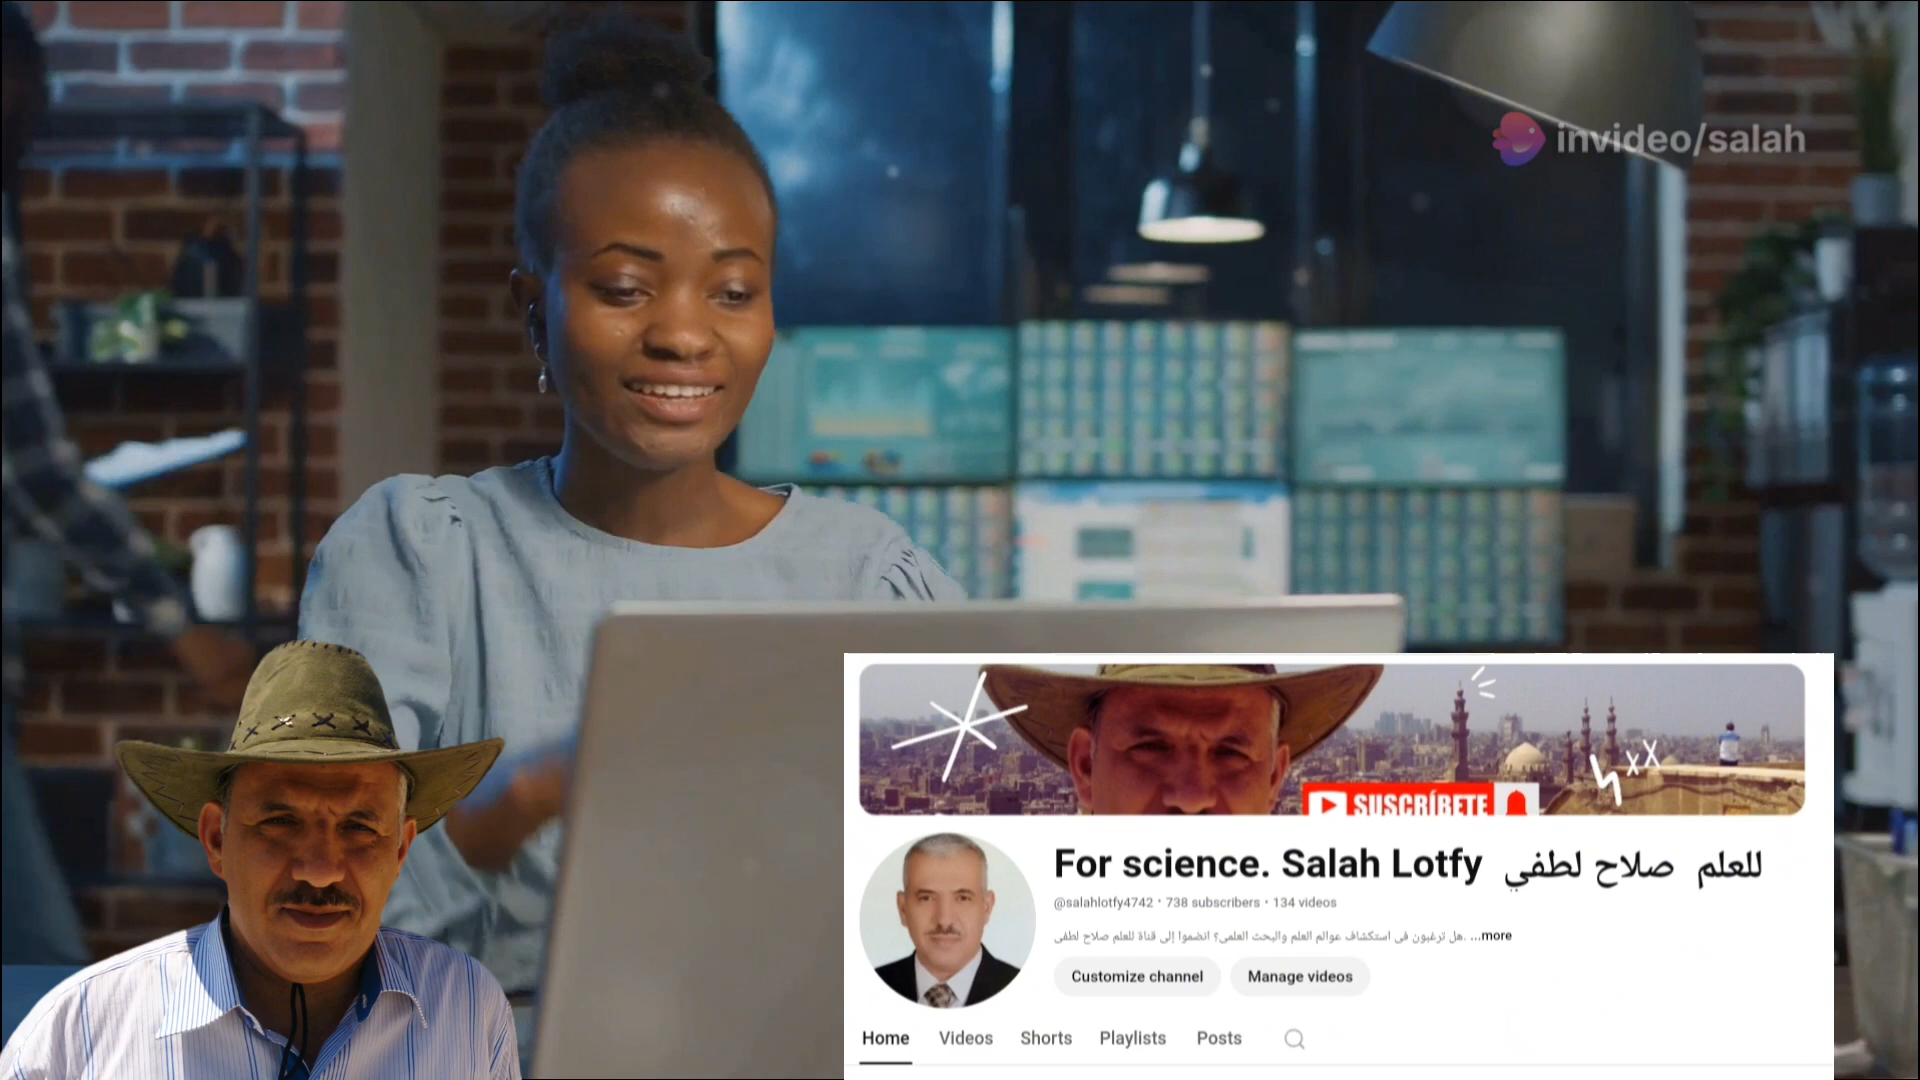 invideo/salah
SUSCRÍBETE
For science. Salah Lotfy للعلم صلاح لطفي
@salahlotfy4742 • 738 subscribers • 134 videos
هل ترغبون فى استكشاف عوالم العلم والبحث العلمى؟ انضموا إلى قناة للعلم صلاح لطفى. ...more
Customize channel
Manage videos
Home Videos Shorts Playlists Posts